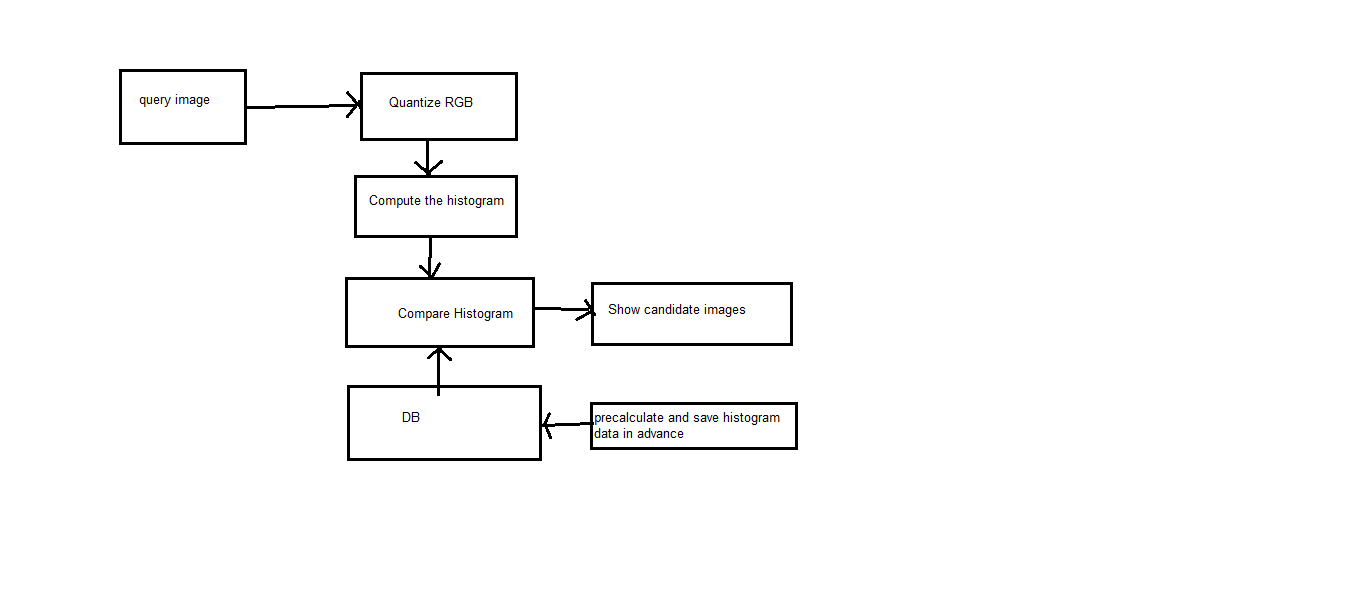 query image
Quantize RGB
Compute the histogram
Compare Histogram
Show candidate images
DB
precalculate and save histogram
data in advance